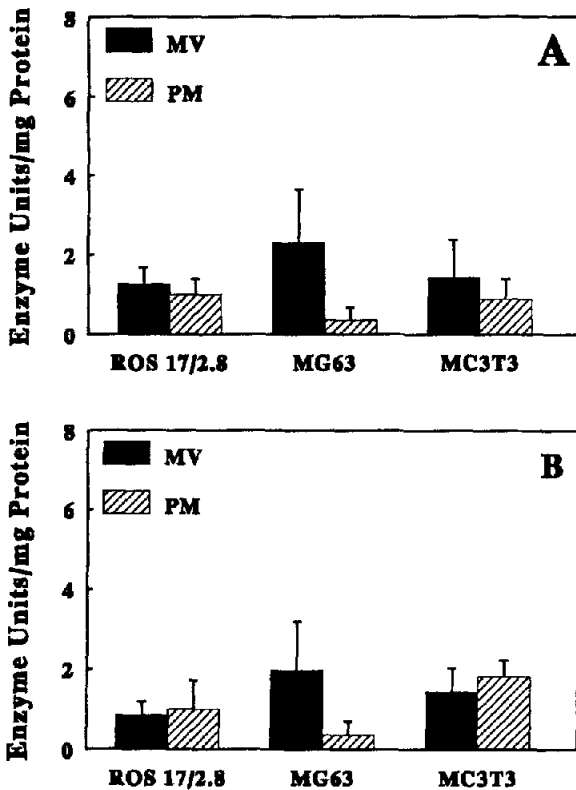 8
6
4
2
0
Enzyme Units/mg Protein
MV
PM
A
ROS 17/2.8 MG63 MC3T3
8
6
4
2
0
Enzyme Units/mg Protein
MV
PM
B
ROS 17/2.8 MG63 MC3T3